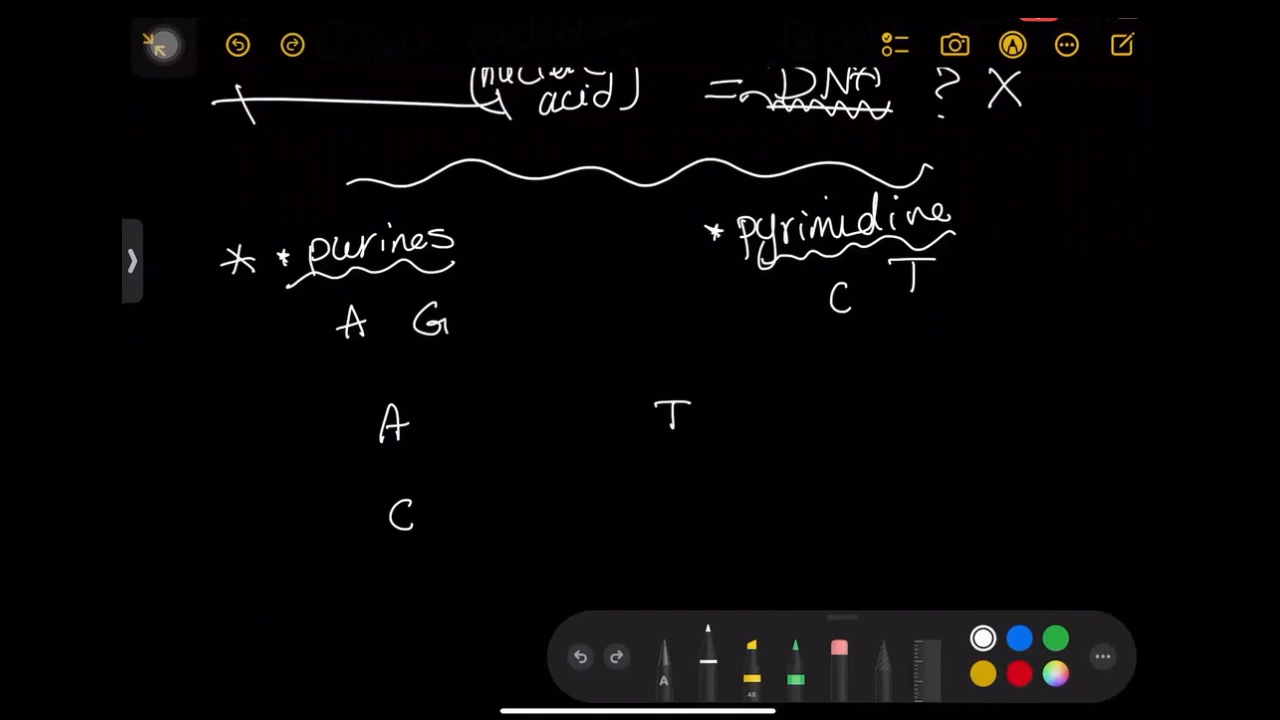 acid) = DNA ? X
* * purines * pyrimidine
A G C T
A T
C